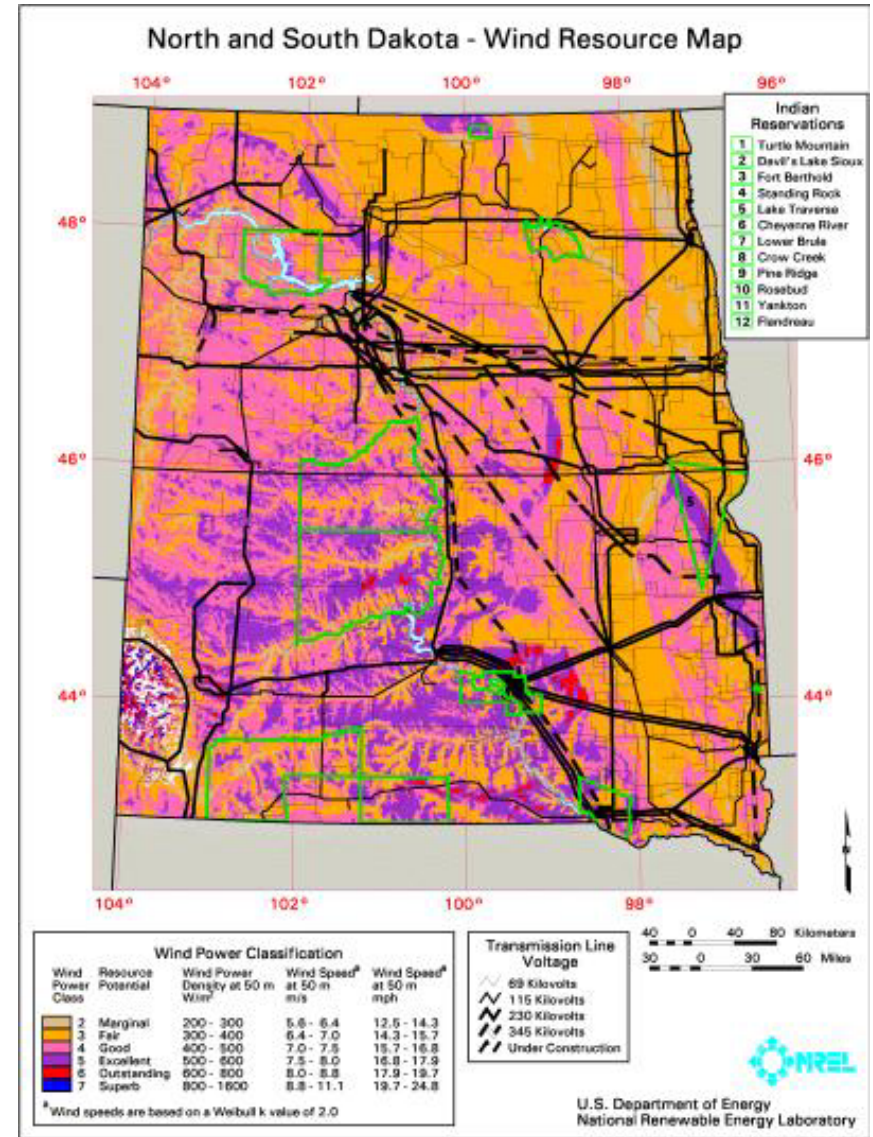 North and South Dakota - Wind Resource Map
104° 102° 100° 98° 96°
Indian
Reservations
1 Turtle Mountain
2 Devil's Lake Sioux
3 Fort Berthold
4 Standing Rock
5 Lake Traverse
6 Cheyenne River
7 Lower Brule
8 Crow Creek
9 Pine Ridge
10 Rosebud
11 Yankton
12 Flandreau
48°
46° 46°
5
44° 44°
104° 102° 100° 98°
Wind Power Classification
Wind Power Class Resource Potential Wind Power Density at 50 m W/m² Wind Speedᵃ at 50 m m/s Wind Speedᵃ at 50 m mph
2 Marginal 200 - 300 5.6 - 6.4 12.5 - 14.3
3 Fair 300 - 400 6.4 - 7.0 14.3 - 15.7
4 Good 400 - 500 7.0 - 7.5 15.7 - 16.8
5 Excellent 500 - 600 7.5 - 8.0 16.8 - 17.9
6 Outstanding 600 - 800 8.0 - 8.8 17.9 - 19.7
7 Superb 800 - 1600 8.8 - 11.1 19.7 - 24.8
ᵃ Wind speeds are based on a Weibull k value of 2.0
Transmission Line
Voltage
69 Kilovolts
115 Kilovolts
230 Kilovolts
345 Kilovolts
Under Construction
40 0 40 80 Kilometers
30 0 30 60 Miles
NREL
U.S. Department of Energy
National Renewable Energy Laboratory